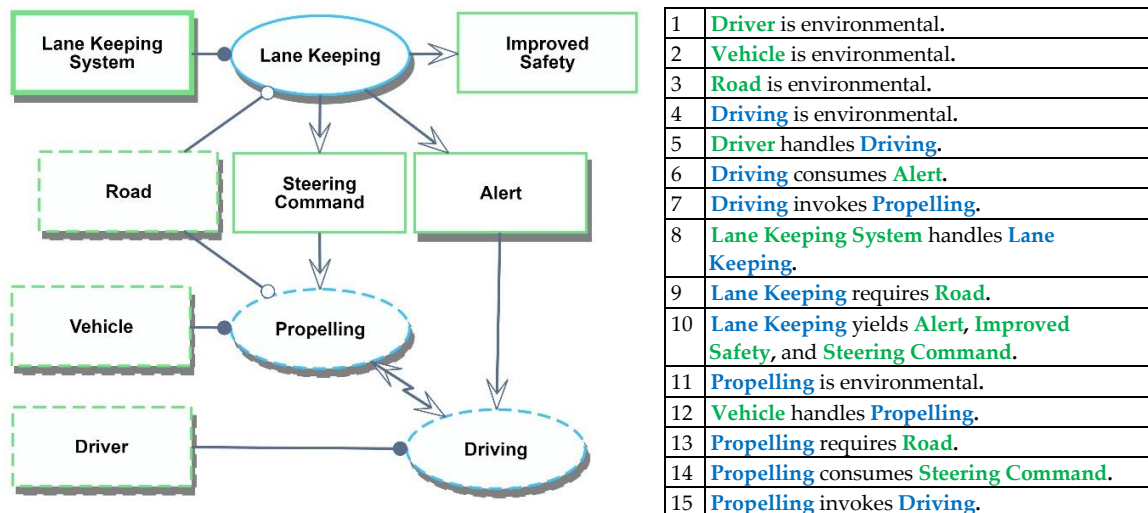 Lane Keeping
System
Lane Keeping
Improved
Safety
Road
Steering
Command
Alert
Vehicle
Propelling
Driver
Driving
1 Driver is environmental.
2 Vehicle is environmental.
3 Road is environmental.
4 Driving is environmental.
5 Driver handles Driving.
6 Driving consumes Alert.
7 Driving invokes Propelling.
8 Lane Keeping System handles Lane
Keeping.
9 Lane Keeping requires Road.
10 Lane Keeping yields Alert, Improved
Safety, and Steering Command.
11 Propelling is environmental.
12 Vehicle handles Propelling.
13 Propelling requires Road.
14 Propelling consumes Steering Command.
15 Propelling invokes Driving.